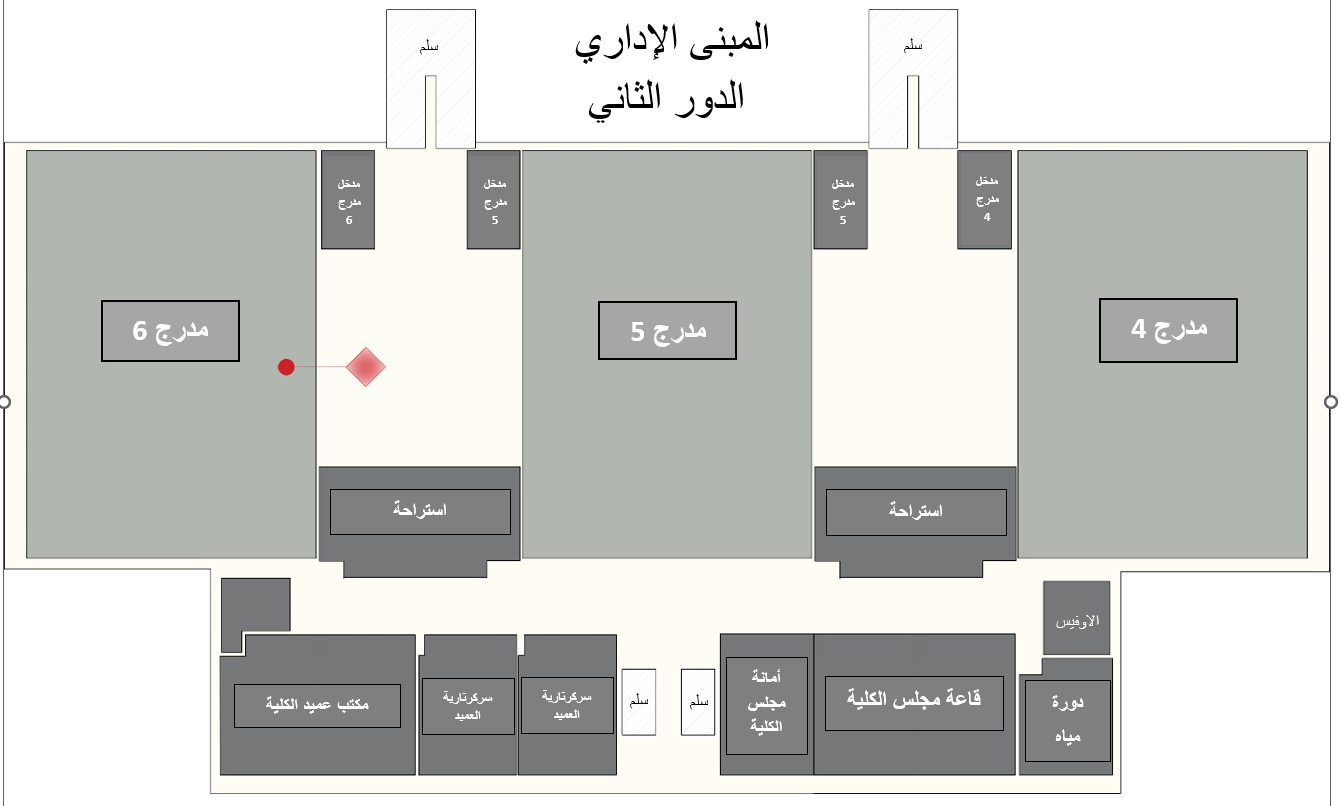 المبنى الإداري
الدور الثاني
سلم
سلم
مدخل
مدرج
4
مدخل
مدرج
5
مدخل
مدرج
5
مدخل
مدرج
6
مدرج 4
مدرج 5
مدرج 6
استراحة
استراحة
الاوفيس
دورة
مياه
قاعة مجلس الكلية
أمانة
مجلس
الكلية
سلم
سلم
سركرتارية
العميد
سركرتارية
العميد
مكتب عميد الكلية